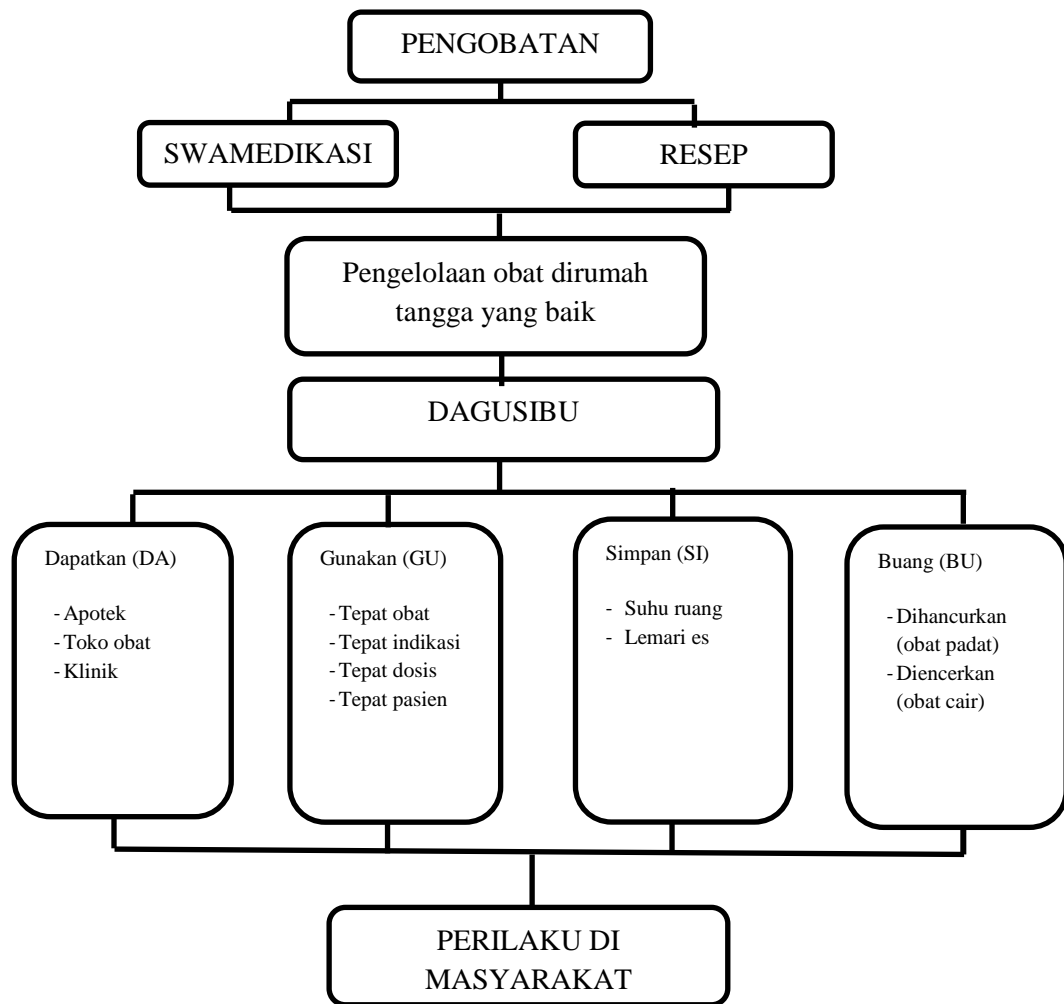 PENGOBATAN
SWAMEDIKASI
RESEP
Pengelolaan obat dirumah
tangga yang baik
DAGUSIBU
Dapatkan (DA)
- Apotek
- Toko obat
- Klinik
Gunakan (GU)
- Tepat obat
- Tepat indikasi
- Tepat dosis
- Tepat pasien
Simpan (SI)
- Suhu ruang
- Lemari es
Buang (BU)
- Dihancurkan
(obat padat)
- Diencerkan
(obat cair)
PERILAKU DI
MASYARAKAT